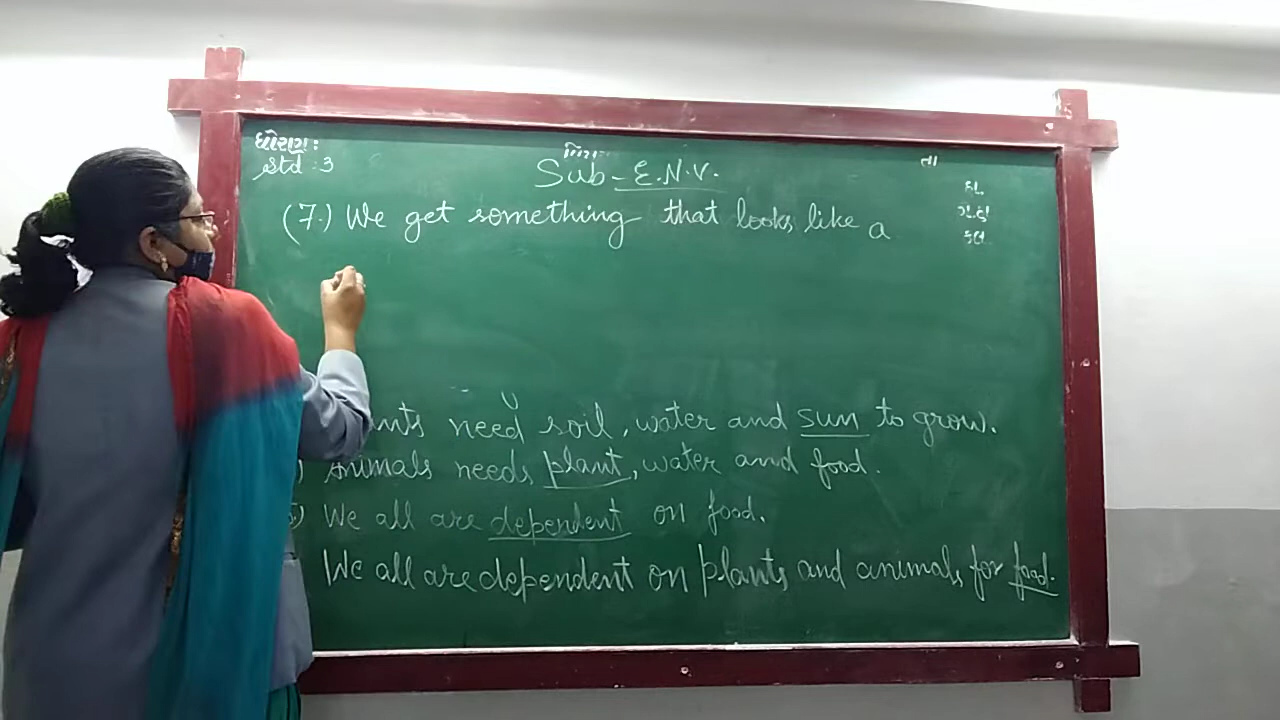 ધોરણ:
Std : 3
વિષય
Sub - E.N.V.
તા
(7.) We get something that looks like a
nts need soil, water and sun to grow.
) Animals needs plant, water and food.
) We all are dependent on food.
We all are dependent on plants and animals for food.